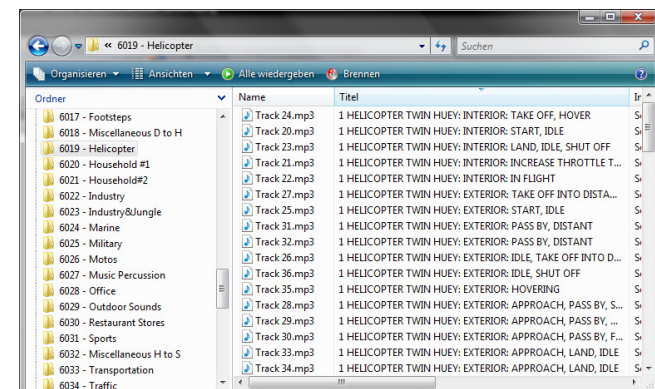 « 6019 - Helicopter
Suchen
Organisieren
Ansichten
Alle wiedergeben
Brennen
Ordner
6017 - Footsteps
6018 - Miscellaneous D to H
6019 - Helicopter
6020 - Household #1
6021 - Household#2
6022 - Industry
6023 - Industry&Jungle
6024 - Marine
6025 - Military
6026 - Motos
6027 - Music Percussion
6028 - Office
6029 - Outdoor Sounds
6030 - Restaurant Stores
6031 - Sports
6032 - Miscellaneous H to S
6033 - Transportation
6034 - Traffic
Name Titel In
Track 24.mp3 1 HELICOPTER TWIN HUEY: INTERIOR: TAKE OFF, HOVER
Track 20.mp3 1 HELICOPTER TWIN HUEY: INTERIOR: START, IDLE
Track 23.mp3 1 HELICOPTER TWIN HUEY: INTERIOR: LAND, IDLE, SHUT OFF
Track 21.mp3 1 HELICOPTER TWIN HUEY: INTERIOR: INCREASE THROTTLE T...
Track 22.mp3 1 HELICOPTER TWIN HUEY: INTERIOR: IN FLIGHT
Track 27.mp3 1 HELICOPTER TWIN HUEY: EXTERIOR: TAKE OFF INTO DISTA...
Track 25.mp3 1 HELICOPTER TWIN HUEY: EXTERIOR: START, IDLE
Track 31.mp3 1 HELICOPTER TWIN HUEY: EXTERIOR: PASS BY, DISTANT
Track 32.mp3 1 HELICOPTER TWIN HUEY: EXTERIOR: PASS BY, DISTANT
Track 26.mp3 1 HELICOPTER TWIN HUEY: EXTERIOR: IDLE, TAKE OFF INTO D...
Track 36.mp3 1 HELICOPTER TWIN HUEY: EXTERIOR: IDLE, SHUT OFF
Track 35.mp3 1 HELICOPTER TWIN HUEY: EXTERIOR: HOVERING
Track 28.mp3 1 HELICOPTER TWIN HUEY: EXTERIOR: APPROACH, PASS BY, S...
Track 29.mp3 1 HELICOPTER TWIN HUEY: EXTERIOR: APPROACH, PASS BY, ...
Track 30.mp3 1 HELICOPTER TWIN HUEY: EXTERIOR: APPROACH, PASS BY, F...
Track 33.mp3 1 HELICOPTER TWIN HUEY: EXTERIOR: APPROACH, LAND, IDLE
Track 34.mp3 1 HELICOPTER TWIN HUEY: EXTERIOR: APPROACH, LAND, IDLE